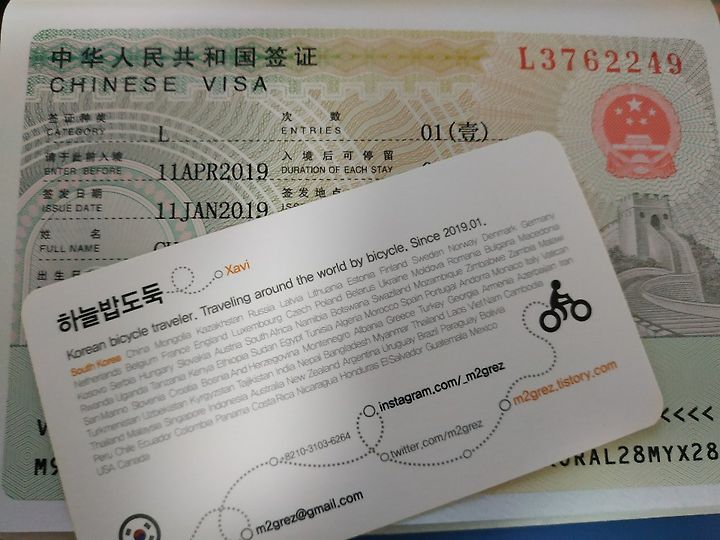 中华人民共和国签证
CHINESE VISA
L3762249
签证种类
CATEGORY
L
次 数
ENTRIES
01(壹)
请于此前入境
ENTER BEFORE
11APR2019
入境后可停留
DURATION OF EACH STAY
签发日期
ISSUE DATE
11JAN2019
签发地点
姓 名
FULL NAME
出生日
하늘밥도둑
Xavi
Korean bicycle traveler. Traveling around the world by bicycle. Since 2019.01.
South Korea China Mongolia Kazakhstan Russia Latvia Lithuania Estonia Finland Sweden Norway Denmark Germany
Netherlands Belgium France England Luxembourg Czech Poland Belarus Ukraine Moldova Romania Bulgaria Macedonia
Kosovo Serbia Hungary Slovakia Austria South Africa Namibia Botswana Swaziland Mozambique Zimbabwe Zambia Malawi
Rwanda Uganda Tanzania Kenya Ethiopia Sudan Egypt Tunisia Algeria Morocco Spain Portugal Andorra Monaco Italy Vatican
San Marino Slovenia Croatia Bosnia And Herzegovina Montenegro Albania Greece Turkey Georgia Armenia Azerbaijan Iran
Turkmenistan Uzbekistan Kyrgyzstan Tajikistan India Nepal Bangladesh Myanmar Thailand Laos VietNam Cambodia
Thailand Malaysia Singapore Indonesia Australia New Zealand Argentina Uruguay Brazil Paraguay Bolivia
Peru Chile Ecuador Colombia Panama Costa Rica Nicaragua Honduras El Salvador Guatemala Mexico
USA Canada
instagram.com/_m2grez
m2grez.tistory.com
+8210-3103-6264
twitter.com/m2grez
m2grez@gmail.com
<<<<
RAL28MYX28